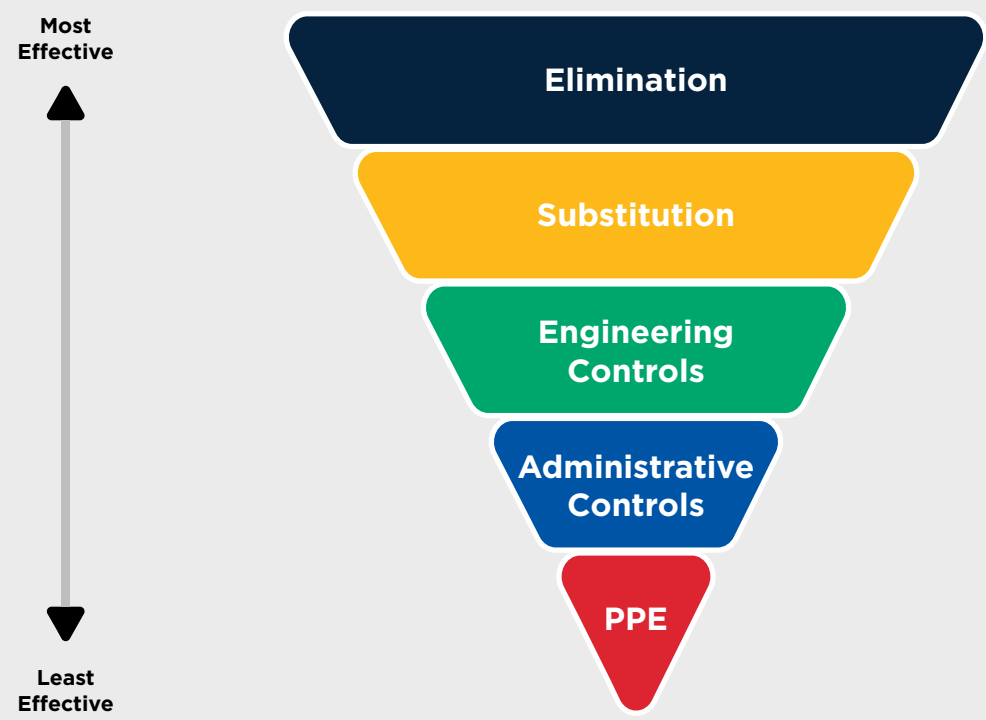 Most
Effective
Elimination
Substitution
Engineering
Controls
Administrative
Controls
PPE
Least
Effective